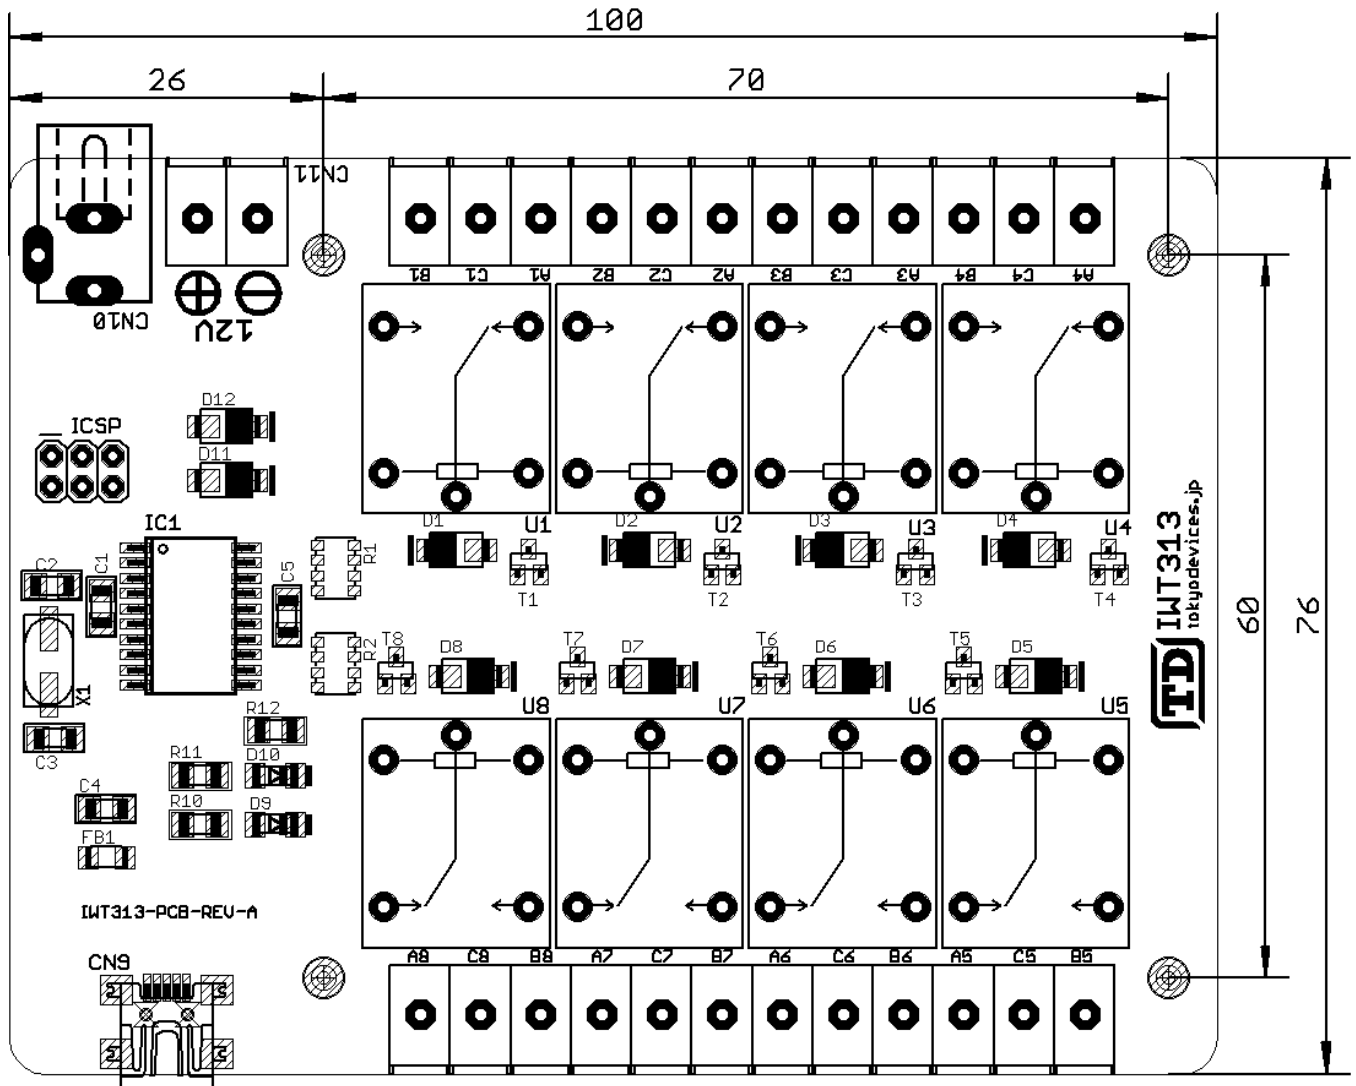 100
26
70
CN11
B1 C1 A1 B2 C2 A2 B3 C3 A3 B4 C4 A4
CN10
12V
D12
ICSP
D11
IC1
D1 U1 D2 U2 D3 U3 D4 U4
C2 C1 C5 R1
T1 T2 T3 T4
IWT313
tokyodevices.jp
TD
60
76
R2
T8 D8 T7 D7 T6 D6 T5 D5
X1
U8 U7 U6 U5
R12
C3
R11 D10
C4
R10 D9
FB1
IWT313-PCB-REV-A
A8 C8 B8 A7 C7 B7 A6 C6 B6 A5 C5 B5
CN9